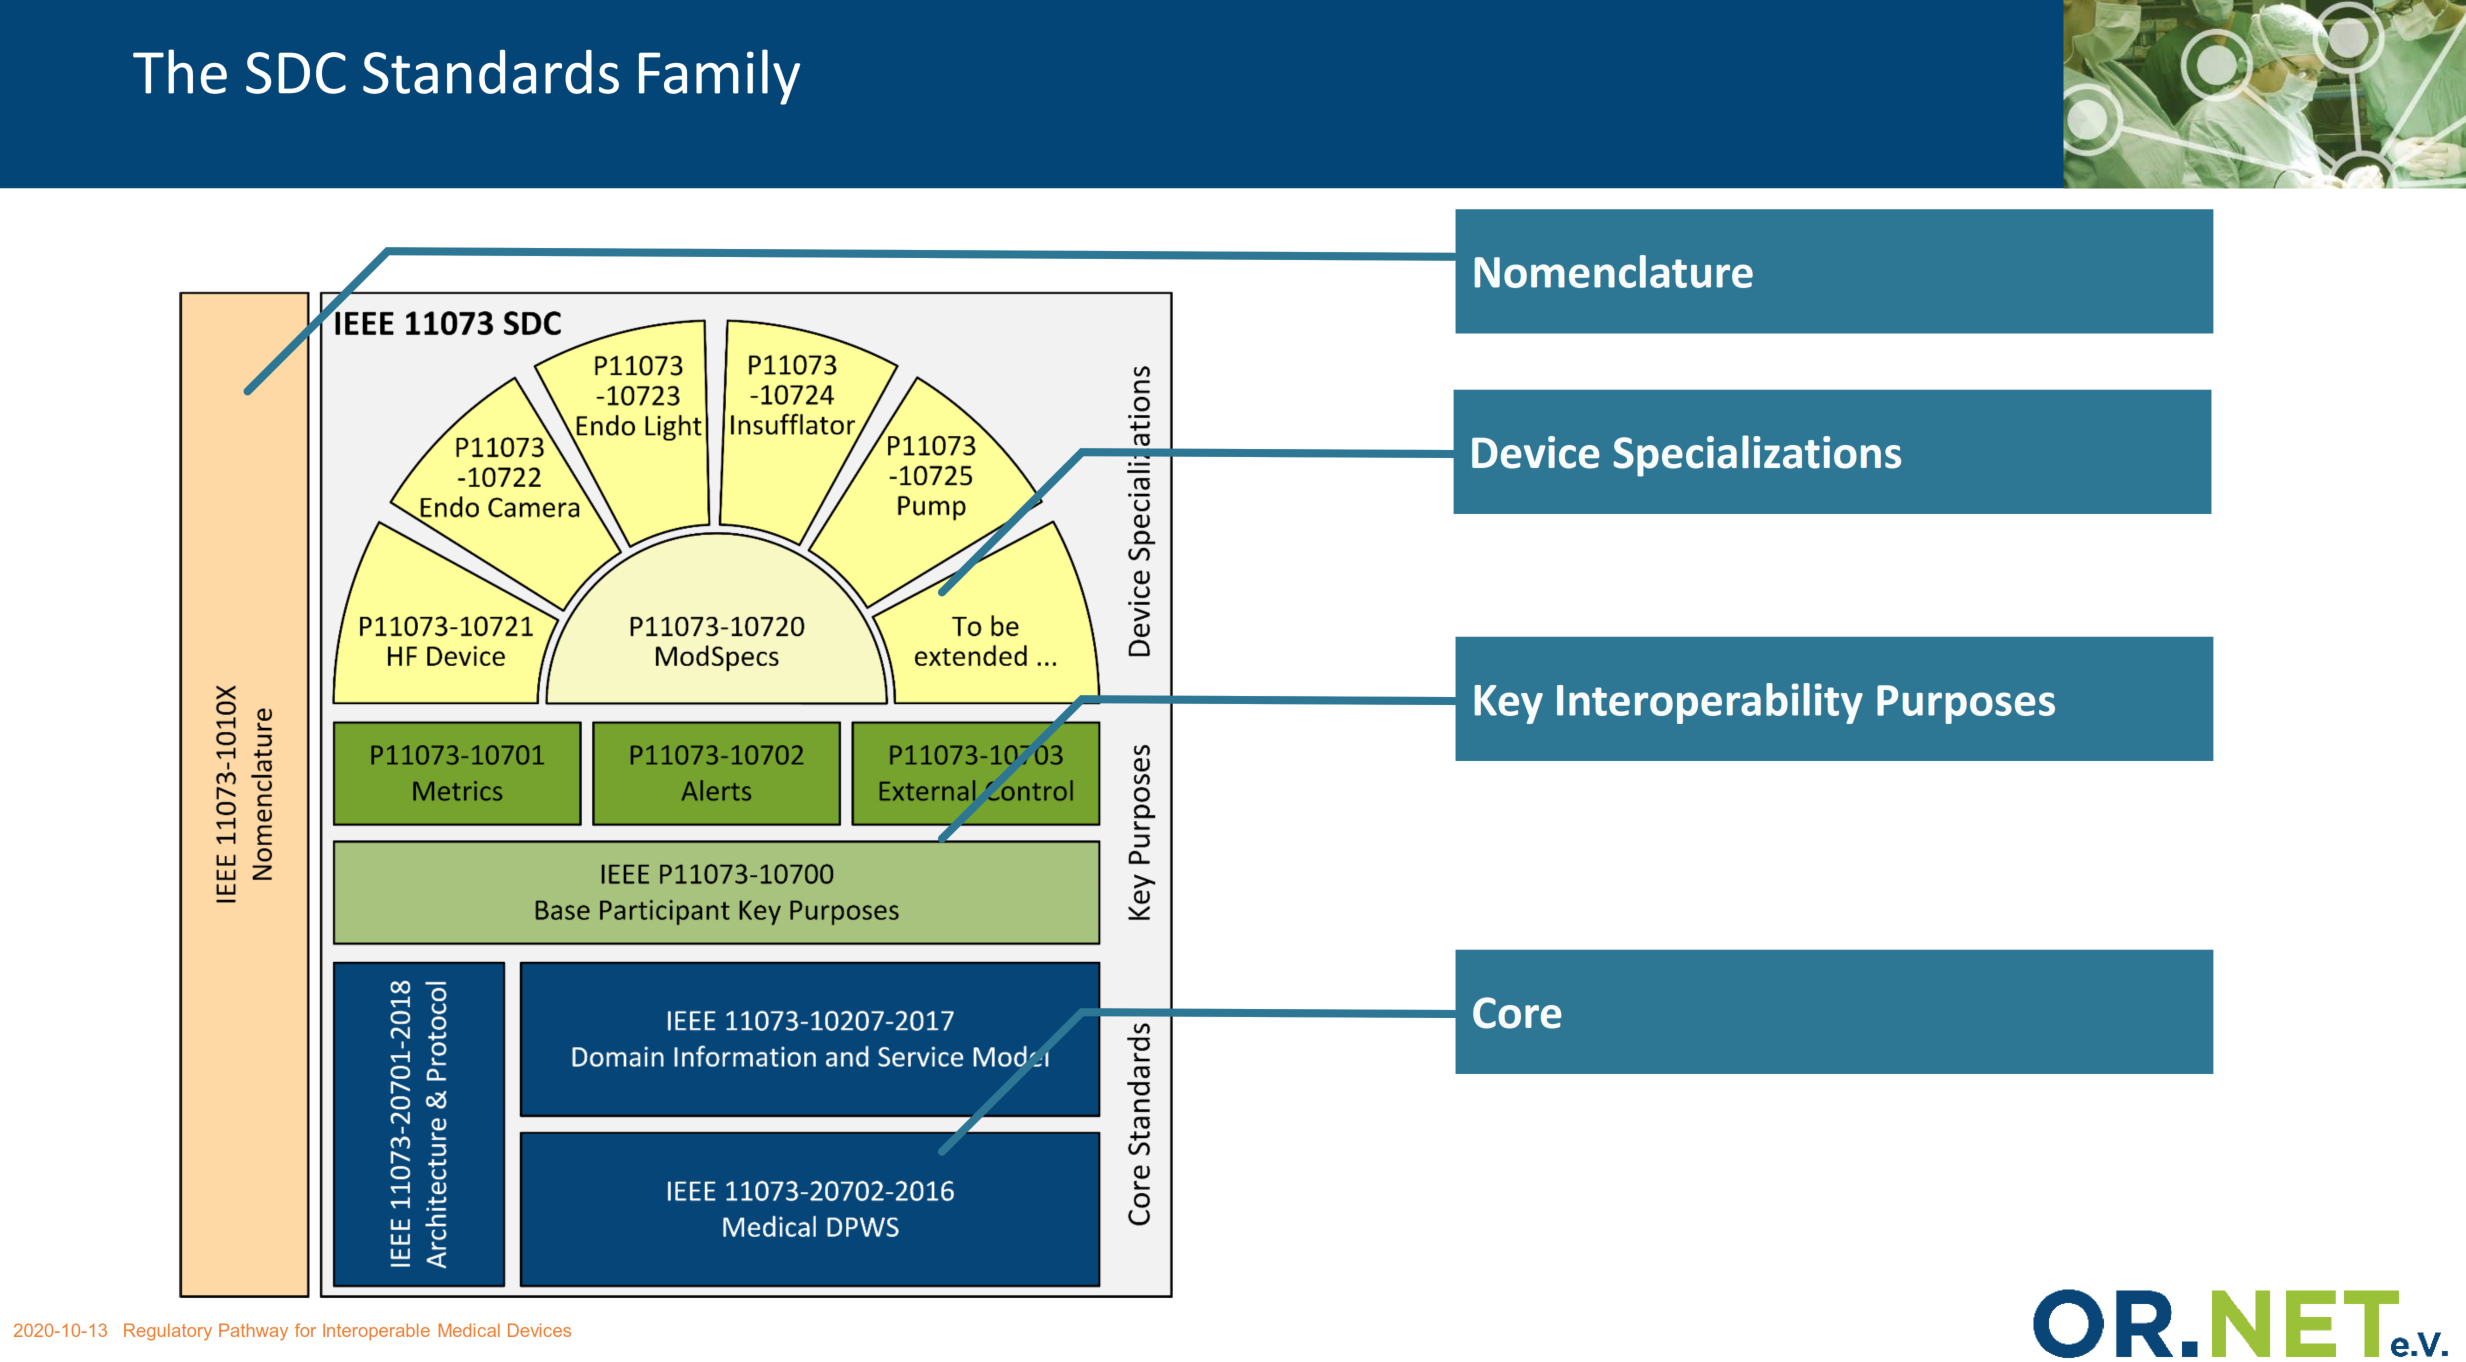 The SDC Standards Family
Nomenclature
Device Specializations
Key Interoperability Purposes
Core
IEEE 11073-1010X
Nomenclature
IEEE 11073 SDC
P11073
-10723
Endo Light
P11073
-10724
Insufflator
P11073
-10722
Endo Camera
P11073
-10725
Pump
P11073-10721
HF Device
P11073-10720
ModSpecs
To be
extended ...
Device Specializations
P11073-10701
Metrics
P11073-10702
Alerts
P11073-10703
External Control
IEEE P11073-10700
Base Participant Key Purposes
Key Purposes
IEEE 11073-20701-2018
Architecture & Protocol
IEEE 11073-10207-2017
Domain Information and Service Model
IEEE 11073-20702-2016
Medical DPWS
Core Standards
2020-10-13 Regulatory Pathway for Interoperable Medical Devices
OR.NET e.V.